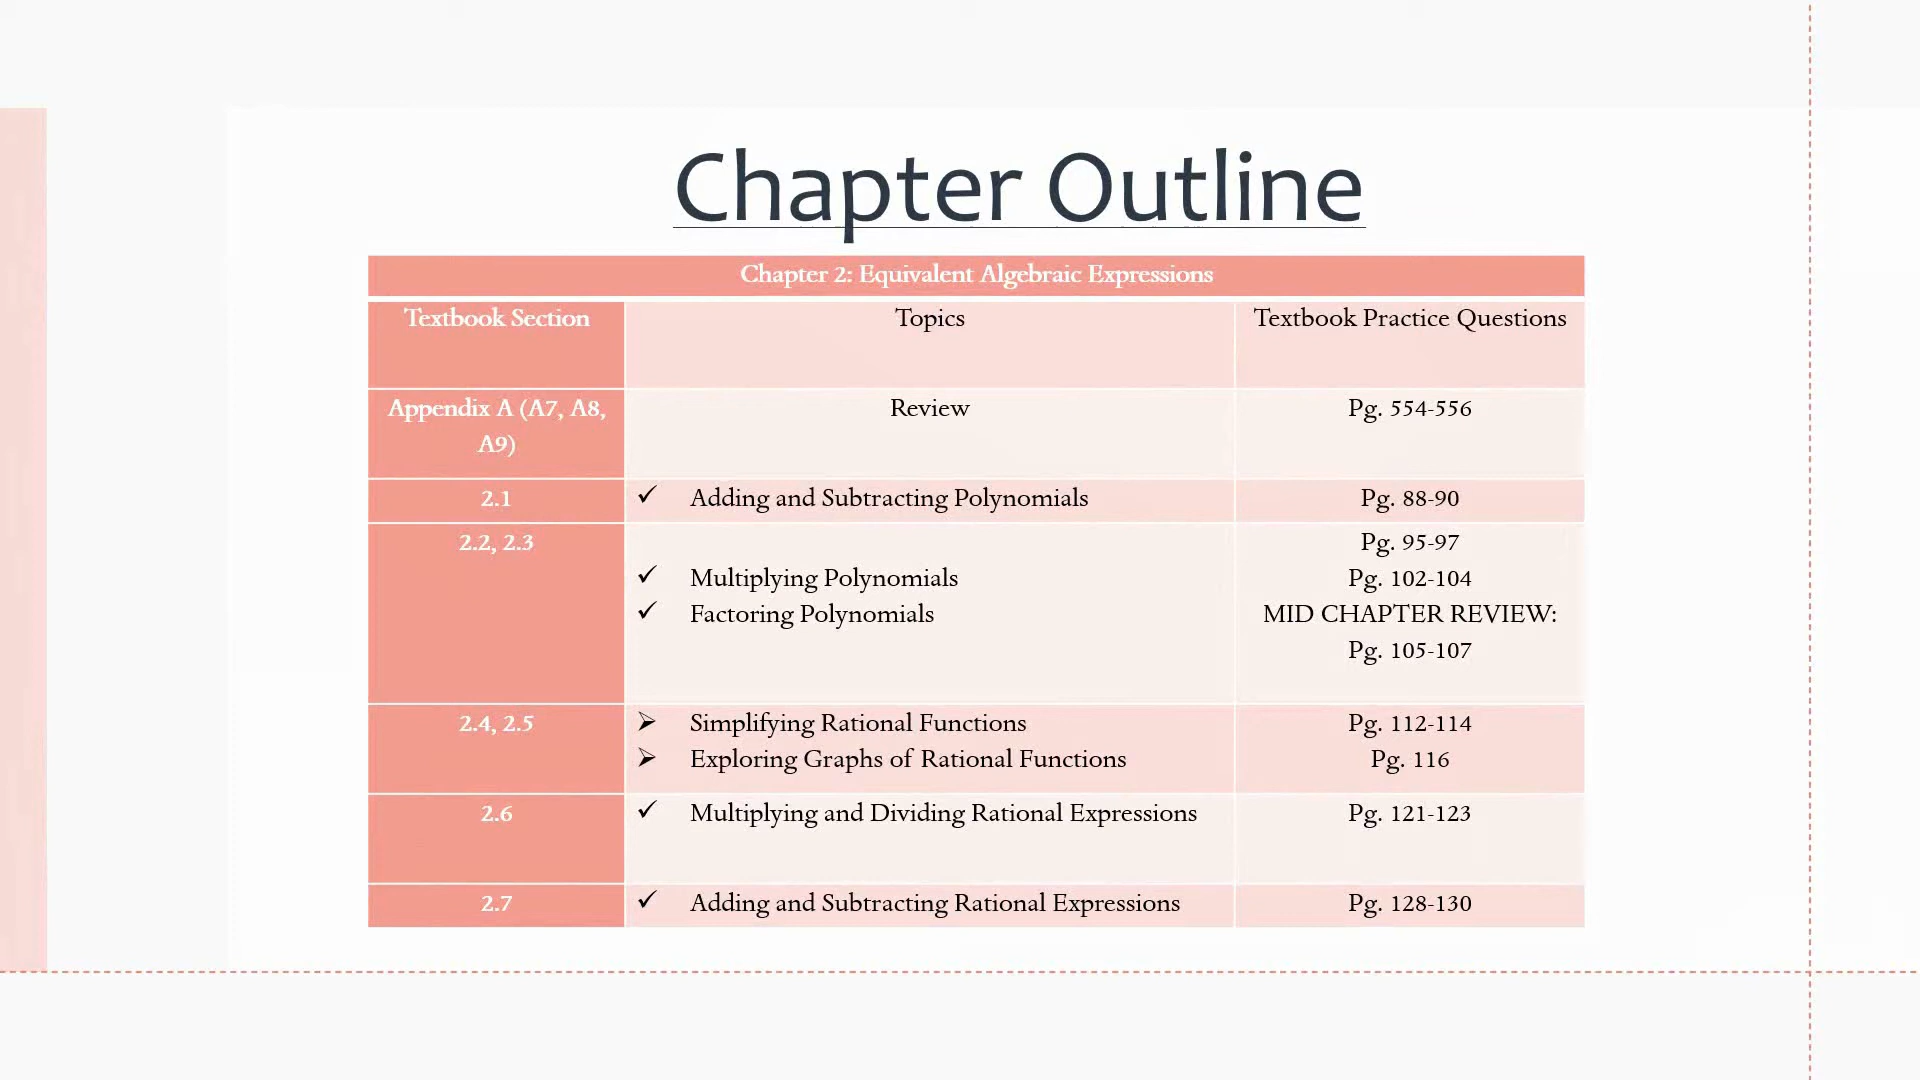 Chapter Outline
Chapter 2: Equivalent Algebraic Expressions
Textbook Section
Topics
Textbook Practice Questions
Appendix A (A7, A8,
A9)
Review
Pg. 554-556
2.1
✓ Adding and Subtracting Polynomials
Pg. 88-90
2.2, 2.3
✓ Multiplying Polynomials
✓ Factoring Polynomials
Pg. 95-97
Pg. 102-104
MID CHAPTER REVIEW:
Pg. 105-107
2.4, 2.5
➢ Simplifying Rational Functions
➢ Exploring Graphs of Rational Functions
Pg. 112-114
Pg. 116
2.6
✓ Multiplying and Dividing Rational Expressions
Pg. 121-123
2.7
✓ Adding and Subtracting Rational Expressions
Pg. 128-130